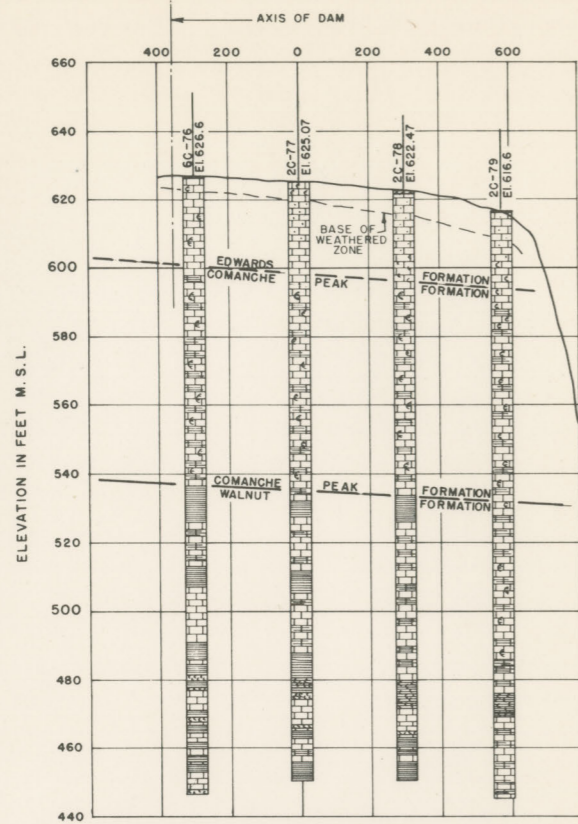 AXIS OF DAM
400 200 0 200 400 600
660
640
620
600
580
560
540
520
500
480
460
440
ELEVATION IN FEET M.S.L.
6C-76
El. 626.6
2C-77
El. 625.07
2C-78
El. 622.47
2C-79
El. 616.6
BASE OF
WEATHERED
ZONE
EDWARDS FORMATION
COMANCHE PEAK FORMATION
COMANCHE PEAK FORMATION
WALNUT FORMATION